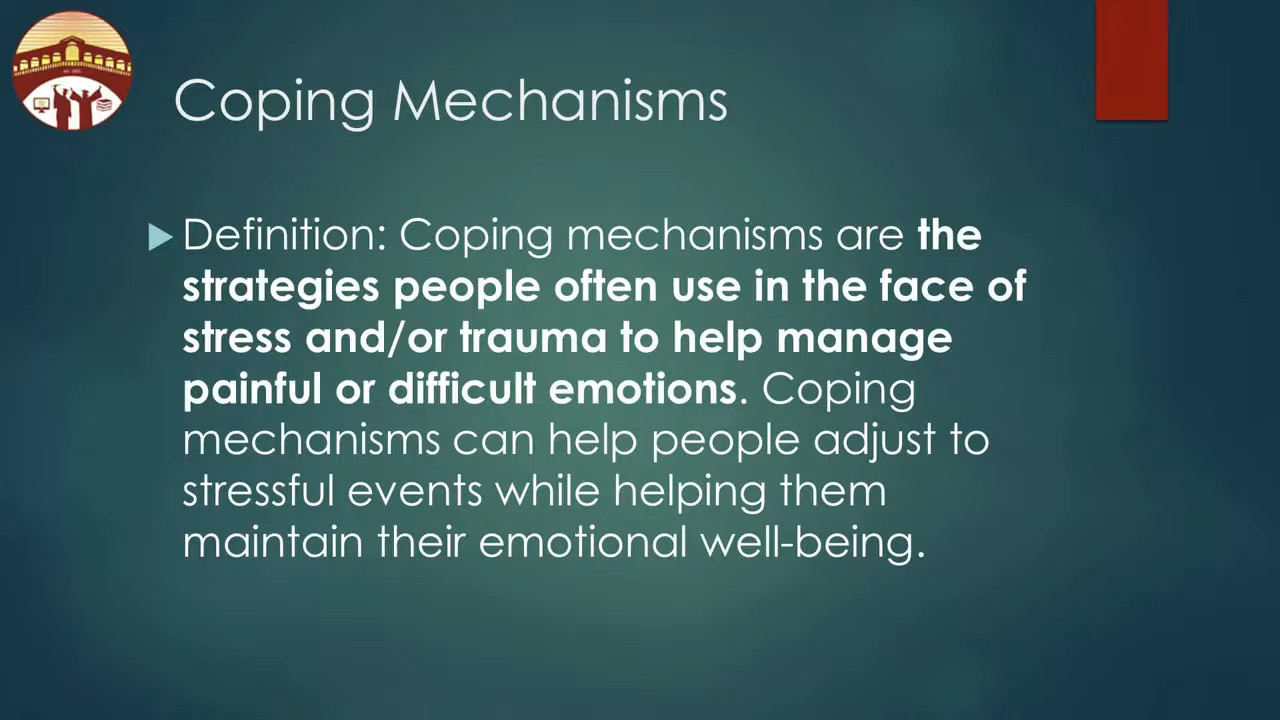 Coping Mechanisms
Definition: Coping mechanisms are the
strategies people often use in the face of
stress and/or trauma to help manage
painful or difficult emotions. Coping
mechanisms can help people adjust to
stressful events while helping them
maintain their emotional well-being.